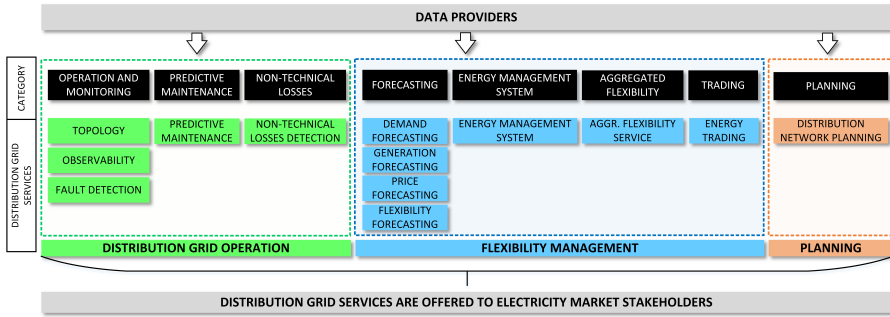 DATA PROVIDERS
CATEGORY
OPERATION AND
MONITORING
PREDICTIVE
MAINTENANCE
NON-TECHNICAL
LOSSES
FORECASTING
ENERGY MANAGEMENT
SYSTEM
AGGREGATED
FLEXIBILITY
TRADING
PLANNING
DISTRIBUTION GRID
SERVICES
TOPOLOGY
OBSERVABILITY
FAULT DETECTION
PREDICTIVE
MAINTENANCE
NON-TECHNICAL
LOSSES DETECTION
DEMAND
FORECASTING
GENERATION
FORECASTING
PRICE
FORECASTING
FLEXIBILITY
FORECASTING
ENERGY MANAGEMENT
SYSTEM
AGGR. FLEXIBILITY
SERVICE
ENERGY
TRADING
DISTRIBUTION
NETWORK PLANNING
DISTRIBUTION GRID OPERATION
FLEXIBILITY MANAGEMENT
PLANNING
DISTRIBUTION GRID SERVICES ARE OFFERED TO ELECTRICITY MARKET STAKEHOLDERS